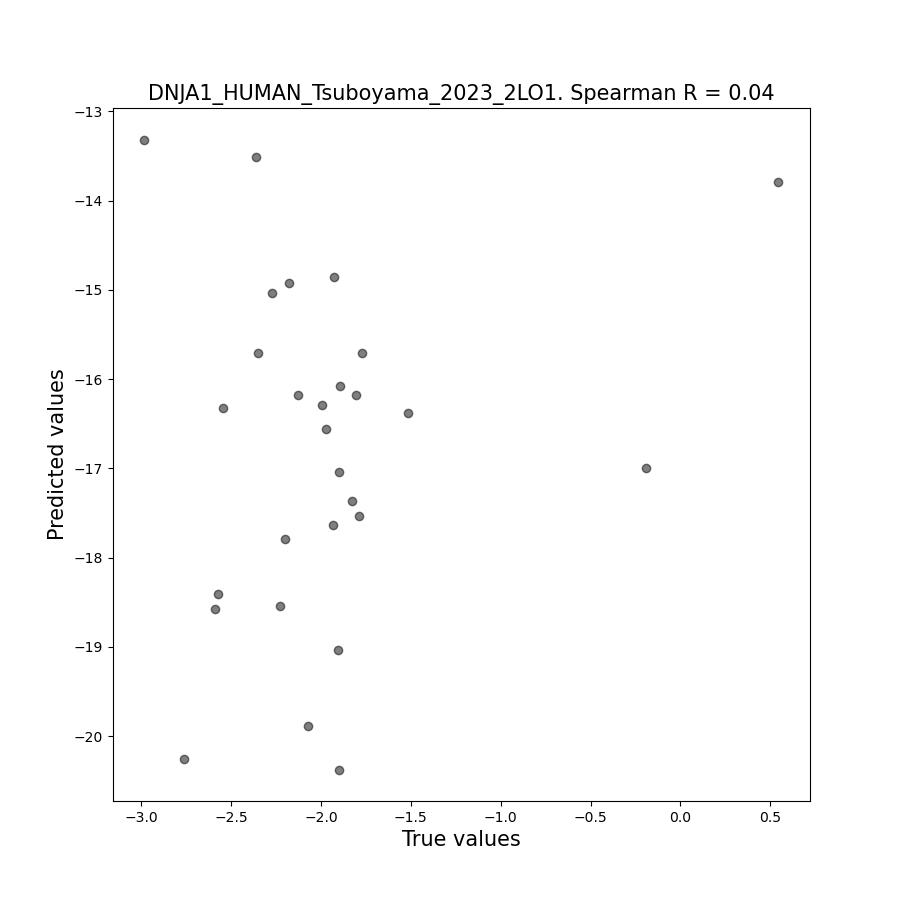 DNJA1_HUMAN_Tsuboyama_2023_2LO1. Spearman R = 0.04
−13
−14
−15
−16
−17
−18
−19
−20
Predicted values
−3.0 −2.5 −2.0 −1.5 −1.0 −0.5 0.0 0.5
True values